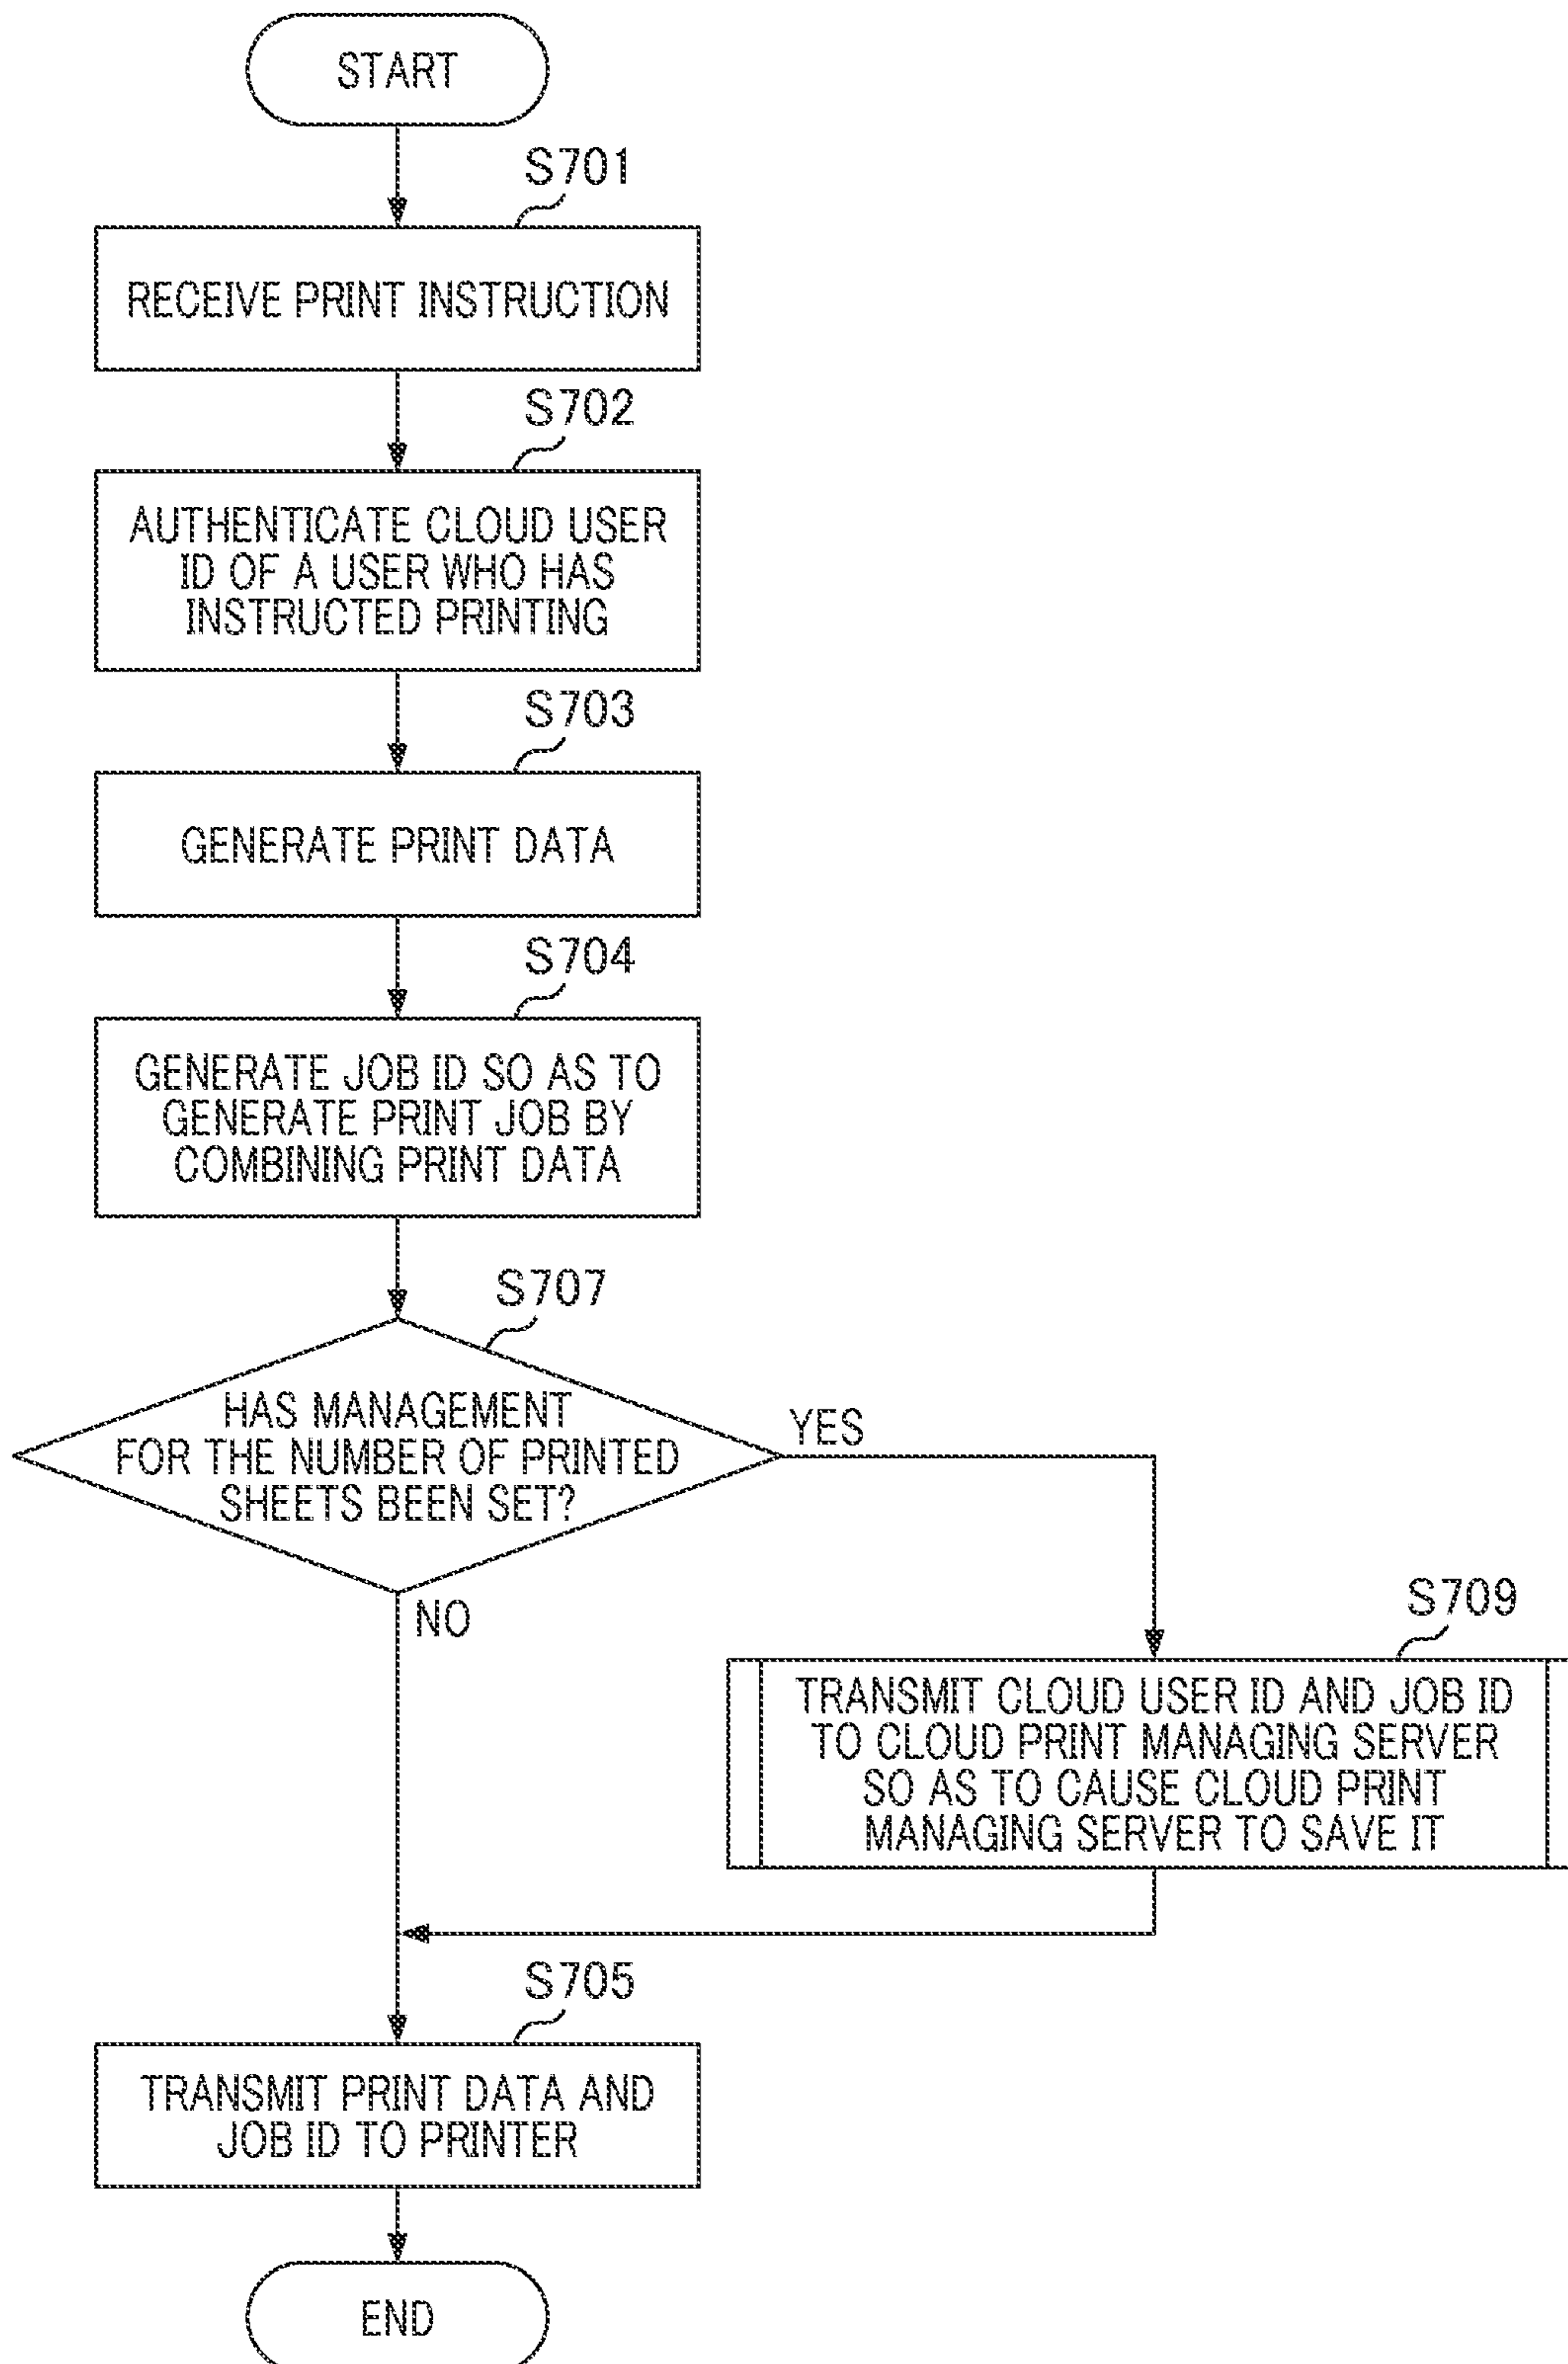 START
S701
RECEIVE PRINT INSTRUCTION
S702
AUTHENTICATE CLOUD USER
ID OF A USER WHO HAS
INSTRUCTED PRINTING
S703
GENERATE PRINT DATA
S704
GENERATE JOB ID SO AS TO
GENERATE PRINT JOB BY
COMBINING PRINT DATA
S707
HAS MANAGEMENT
FOR THE NUMBER OF PRINTED
SHEETS BEEN SET?
YES
NO
S709
TRANSMIT CLOUD USER ID AND JOB ID
TO CLOUD PRINT MANAGING SERVER
SO AS TO CAUSE CLOUD PRINT
MANAGING SERVER TO SAVE IT
S705
TRANSMIT PRINT DATA AND
JOB ID TO PRINTER
END